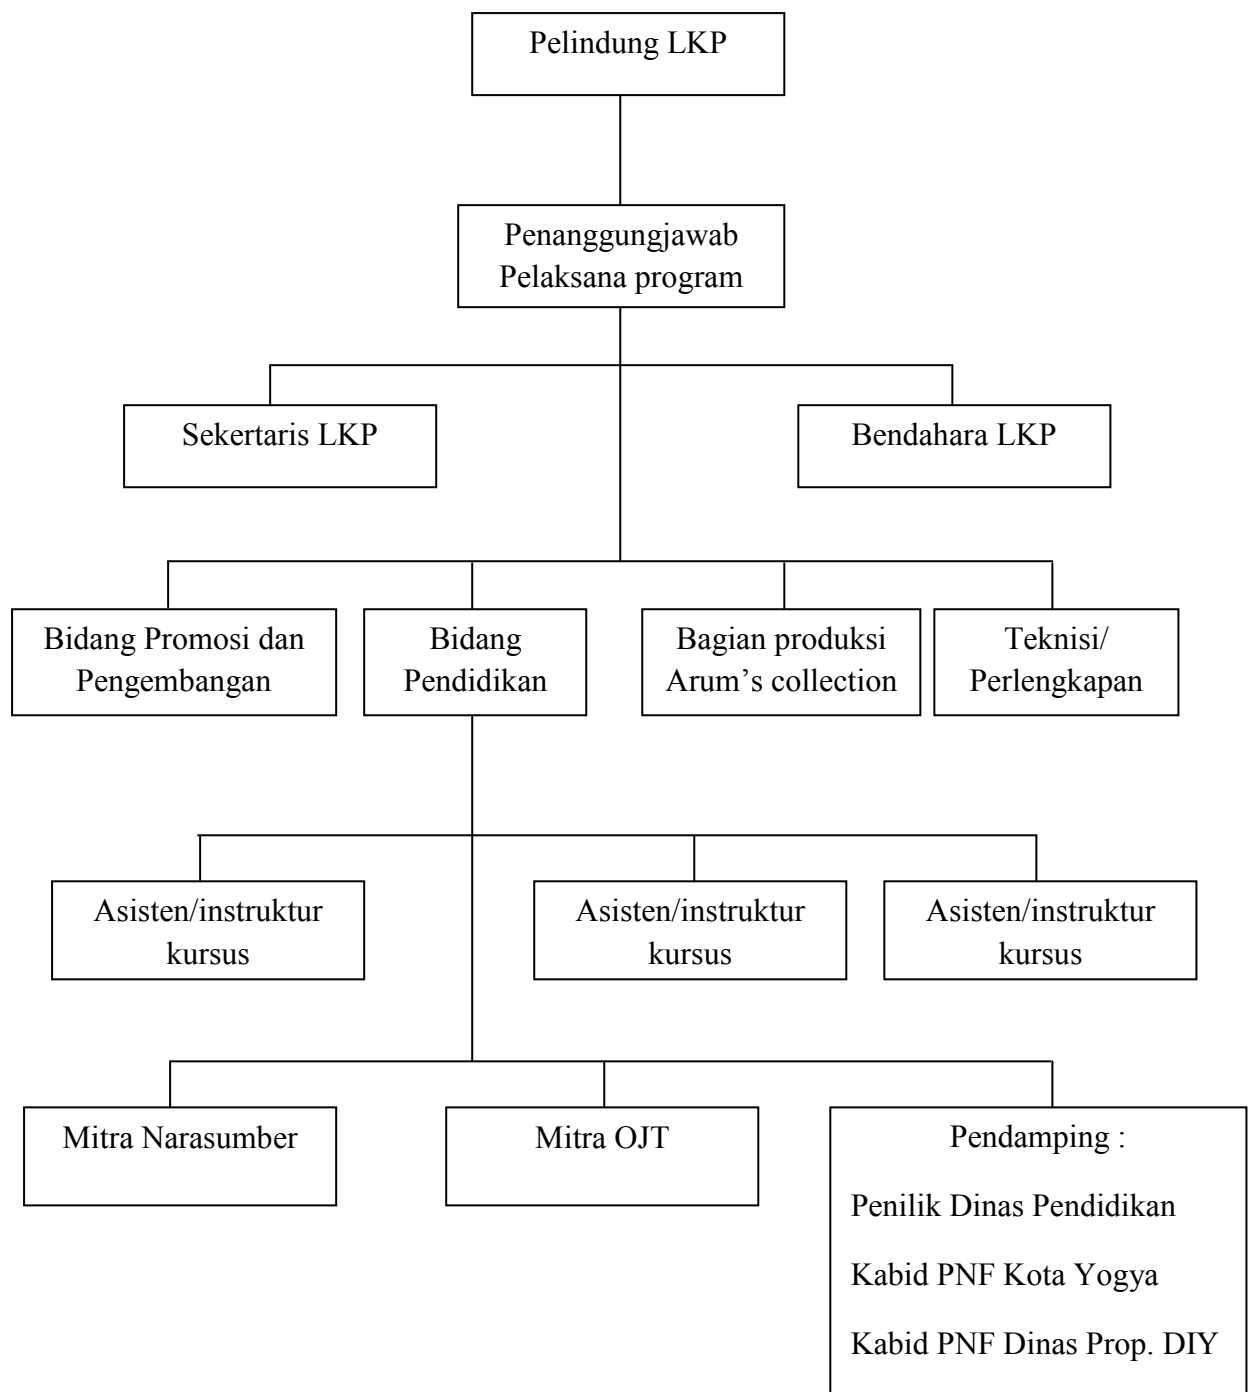 Pelindung LKP
Penanggungjawab
Pelaksana program
Sekertaris LKP
Bendahara LKP
Bidang Promosi dan
Pengembangan
Bidang
Pendidikan
Bagian produksi
Arum’s collection
Teknisi/
Perlengkapan
Asisten/instruktur
kursus
Asisten/instruktur
kursus
Asisten/instruktur
kursus
Mitra Narasumber
Mitra OJT
Pendamping :
Penilik Dinas Pendidikan
Kabid PNF Kota Yogya
Kabid PNF Dinas Prop. DIY